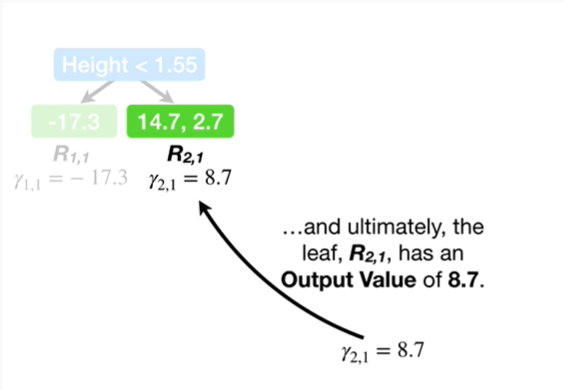 Height < 1.55
-17.3
14.7, 2.7
R1,1
R2,1
γ1,1 = − 17.3
γ2,1 = 8.7
…and ultimately, the
leaf, R2,1, has an
Output Value of 8.7.
γ2,1 = 8.7